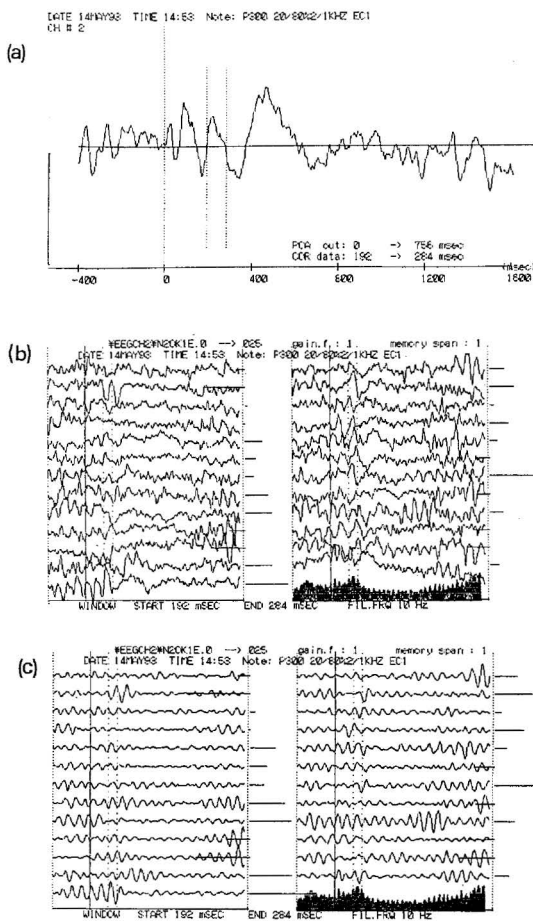 DATE 14MAY93 TIME 14:53 Note: P300 20/80%2/1KHZ EC1
CH # 2
(a)
PCA out: 0 -> 756 msec
COR data: 192 -> 284 msec
(msec)
-400 0 400 800 1200 1600
(b)
#EEGCH2#N2OK1E.0 --> 025 gain.f : 1. memory span : 1.
DATE 14MAY93 TIME 14:53 Note: P300 20/80%2/1KHZ EC1
WINDOW START 192 mSEC END 284 mSEC FIL.FRQ 10 Hz
(c)
#EEGCH2#N2OK1E.0 --> 025 gain.f : 1. memory span : 1
DATE 14MAY93 TIME 14:53 Note: P300 20/80%2/1KHZ EC1
WINDOW START 192 mSEC END 284 mSEC FIL.FRQ 10 Hz